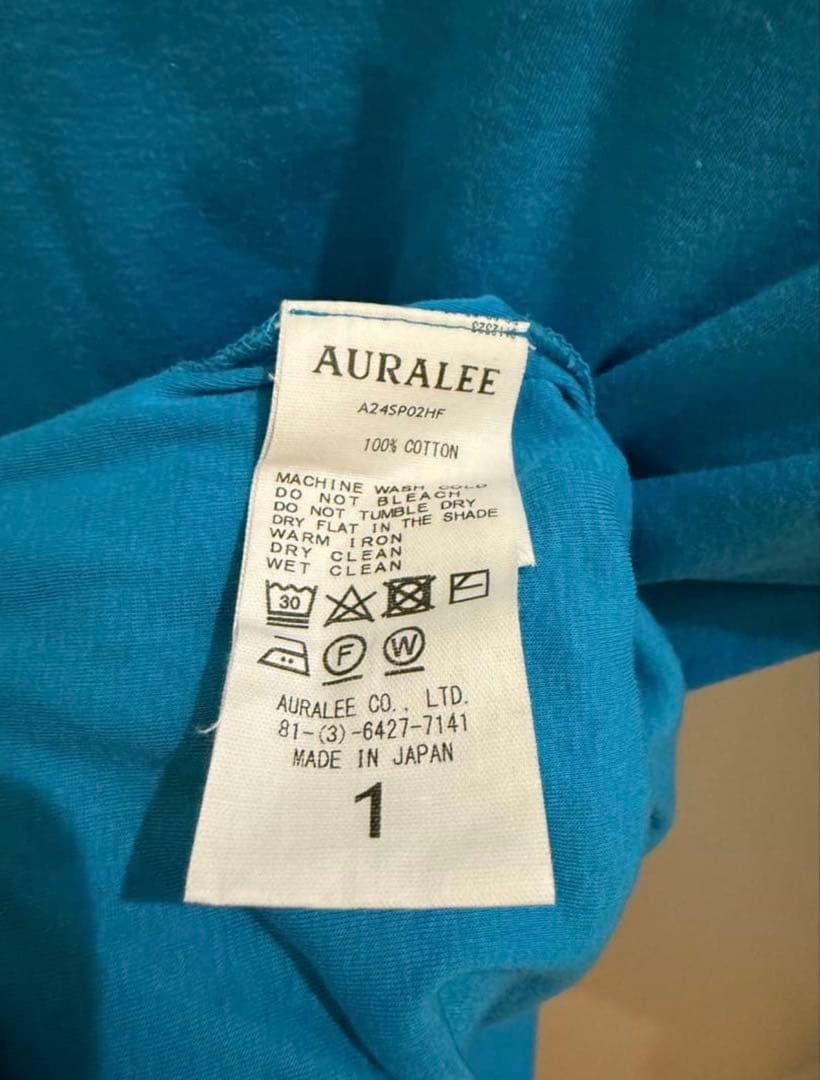 AURALEE
A24SP02HF
100% COTTON
MACHINE WASH COLD
DO NOT BLEACH
DO NOT TUMBLE DRY
DRY FLAT IN THE SHADE
WARM IRON
DRY CLEAN
WET CLEAN
30
F W
AURALEE CO., LTD.
81-(3)-6427-7141
MADE IN JAPAN
1